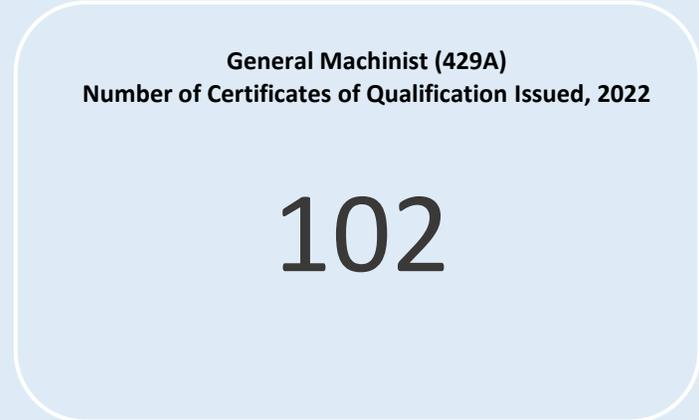 General Machinist (429A)
Number of Certificates of Qualification Issued, 2022
102